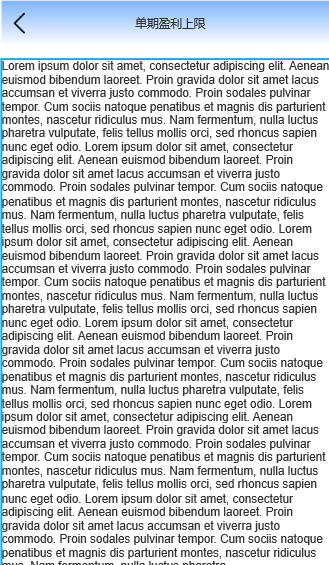 单期盈利上限
Lorem ipsum dolor sit amet, consectetur adipiscing elit. Aenean
euismod bibendum laoreet. Proin gravida dolor sit amet lacus
accumsan et viverra justo commodo. Proin sodales pulvinar
tempor. Cum sociis natoque penatibus et magnis dis parturient
montes, nascetur ridiculus mus. Nam fermentum, nulla luctus
pharetra vulputate, felis tellus mollis orci, sed rhoncus sapien
nunc eget odio. Lorem ipsum dolor sit amet, consectetur
adipiscing elit. Aenean euismod bibendum laoreet. Proin
gravida dolor sit amet lacus accumsan et viverra justo
commodo. Proin sodales pulvinar tempor. Cum sociis natoque
penatibus et magnis dis parturient montes, nascetur ridiculus
mus. Nam fermentum, nulla luctus pharetra vulputate, felis
tellus mollis orci, sed rhoncus sapien nunc eget odio. Lorem
ipsum dolor sit amet, consectetur adipiscing elit. Aenean
euismod bibendum laoreet. Proin gravida dolor sit amet lacus
accumsan et viverra justo commodo. Proin sodales pulvinar
tempor. Cum sociis natoque penatibus et magnis dis parturient
montes, nascetur ridiculus mus. Nam fermentum, nulla luctus
pharetra vulputate, felis tellus mollis orci, sed rhoncus sapien
nunc eget odio. Lorem ipsum dolor sit amet, consectetur
adipiscing elit. Aenean euismod bibendum laoreet. Proin
gravida dolor sit amet lacus accumsan et viverra justo
commodo. Proin sodales pulvinar tempor. Cum sociis natoque
penatibus et magnis dis parturient montes, nascetur ridiculus
mus. Nam fermentum, nulla luctus pharetra vulputate, felis
tellus mollis orci, sed rhoncus sapien nunc eget odio. Lorem
ipsum dolor sit amet, consectetur adipiscing elit. Aenean
euismod bibendum laoreet. Proin gravida dolor sit amet lacus
accumsan et viverra justo commodo. Proin sodales pulvinar
tempor. Cum sociis natoque penatibus et magnis dis parturient
montes, nascetur ridiculus mus. Nam fermentum, nulla luctus
pharetra vulputate, felis tellus mollis orci, sed rhoncus sapien
nunc eget odio. Lorem ipsum dolor sit amet, consectetur
adipiscing elit. Aenean euismod bibendum laoreet. Proin
gravida dolor sit amet lacus accumsan et viverra justo
commodo. Proin sodales pulvinar tempor. Cum sociis natoque
penatibus et magnis dis parturient montes, nascetur ridiculus
mus. Nam fermentum, nulla luctus pharetra